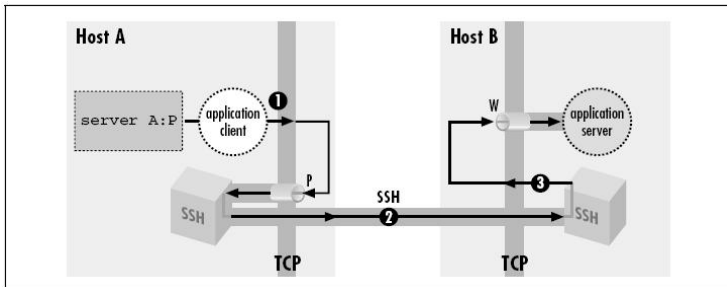 Host A
Host B
1
W
server A:P
application
client
application
server
P
3
SSH
SSH
2
SSH
TCP
TCP